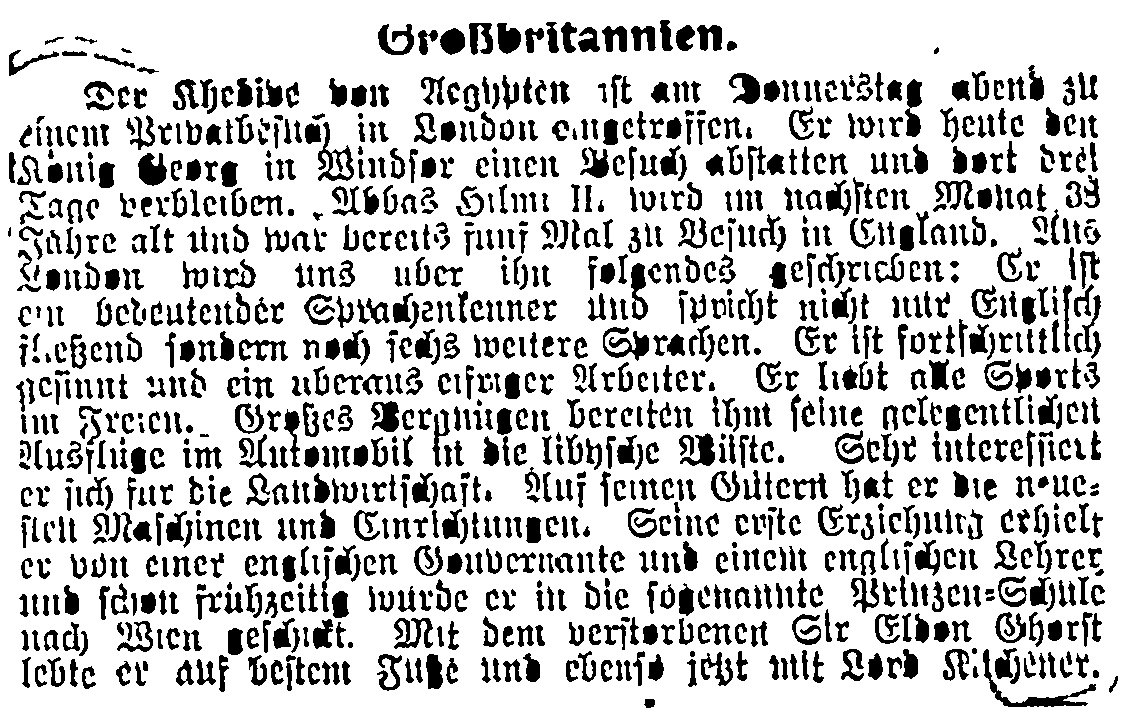 Großbritannien.
Der Khedive von Aegypten ist am Donnerstag abend zu
einem Privatbesuch in London eingetroffen. Er wird heute den
König Georg in Windsor einen Besuch abstatten und dort drei
Tage verbleiben. Abbas Hilmi II. wird im nächsten Monat 38
Jahre alt und war bereits fünf Mal zu Besuch in England. Aus
London wird uns über ihn folgendes geschrieben: Er ist
ein bedeutender Sprachenkenner und spricht nicht nur Englisch
fließend sondern noch sechs weitere Sprachen. Er ist fortschrittlich
gesinnt und ein überaus eifriger Arbeiter. Er liebt alle Sports
im Freien. Großes Vergnügen bereiten ihm seine gelegentlichen
Ausflüge im Automobil in die libysche Wüste. Sehr interessiert
er sich für die Landwirtschaft. Auf seinen Gütern hat er die neue-
sten Maschinen und Einrichtungen. Seine erste Erziehung erhielt
er von einer englischen Gouvernante und einem englischen Lehrer
und schon frühzeitig wurde er in die sogenannte Prinzen-Schule
nach Wien geschickt. Mit dem verstorbenen Sir Eldon Ghorst
lebte er auf bestem Fuße und ebenso jetzt mit Lord Kitchener.